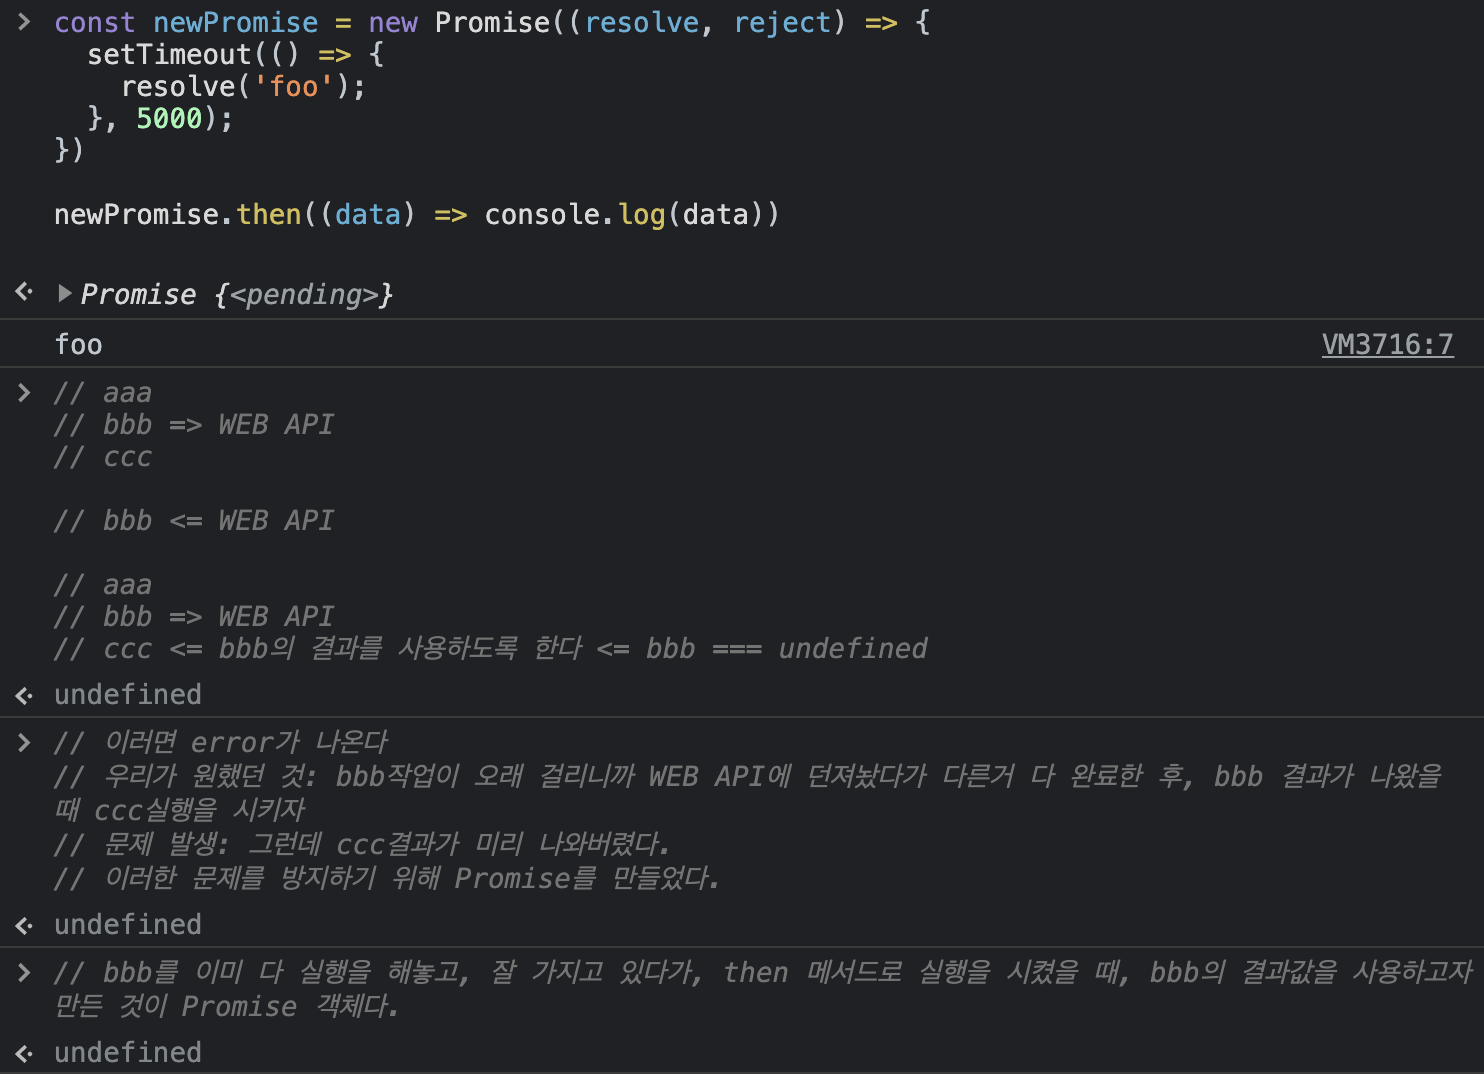 const newPromise = new Promise((resolve, reject) => {
  setTimeout(() => {
    resolve('foo');
  }, 5000);
})

newPromise.then((data) => console.log(data))

Promise {<pending>}
foo VM3716:7
// aaa
// bbb => WEB API
// ccc

// bbb <= WEB API

// aaa
// bbb => WEB API
// ccc <= bbb의 결과를 사용하도록 한다 <= bbb === undefined
undefined
// 이러면 error가 나온다
// 우리가 원했던 것: bbb작업이 오래 걸리니까 WEB API에 던져놨다가 다른거 다 완료한 후, bbb 결과가 나왔을
때 ccc실행을 시키자
// 문제 발생: 그런데 ccc결과가 미리 나와버렸다.
// 이러한 문제를 방지하기 위해 Promise를 만들었다.
undefined
// bbb를 이미 다 실행을 해놓고, 잘 가지고 있다가, then 메서드로 실행을 시켰을 때, bbb의 결과값을 사용하고자
만든 것이 Promise 객체다.
undefined